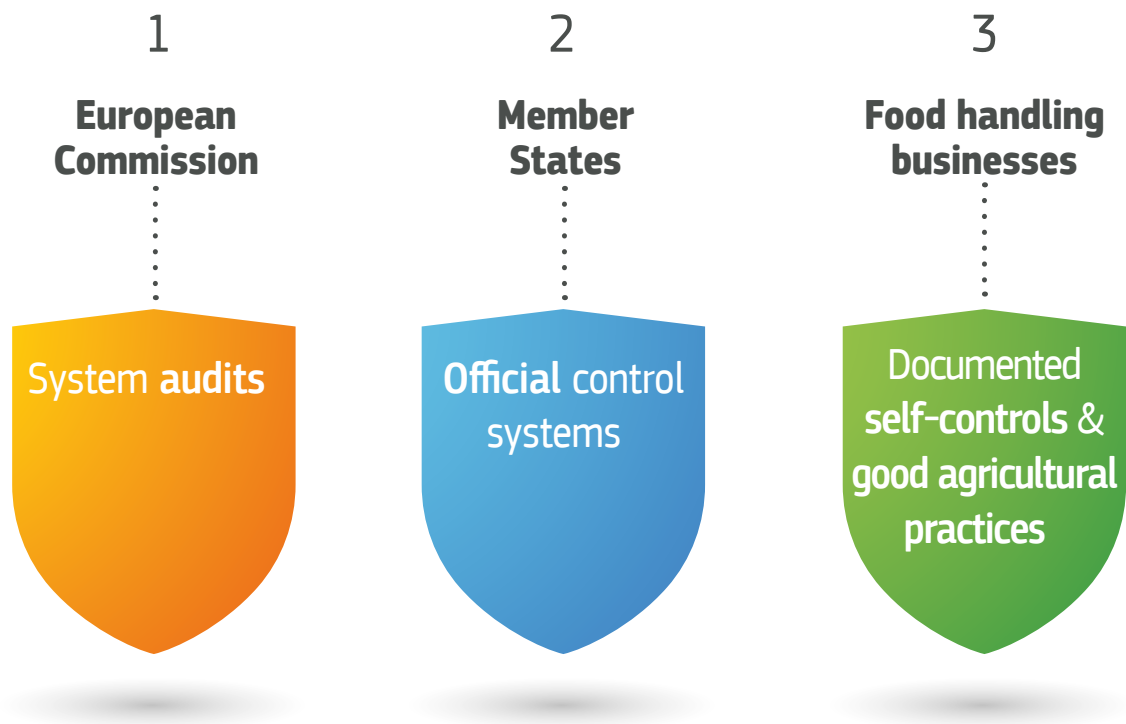 1
European
Commission
System audits
2
Member
States
Official control
systems
3
Food handling
businesses
Documented
self-controls &
good agricultural
practices